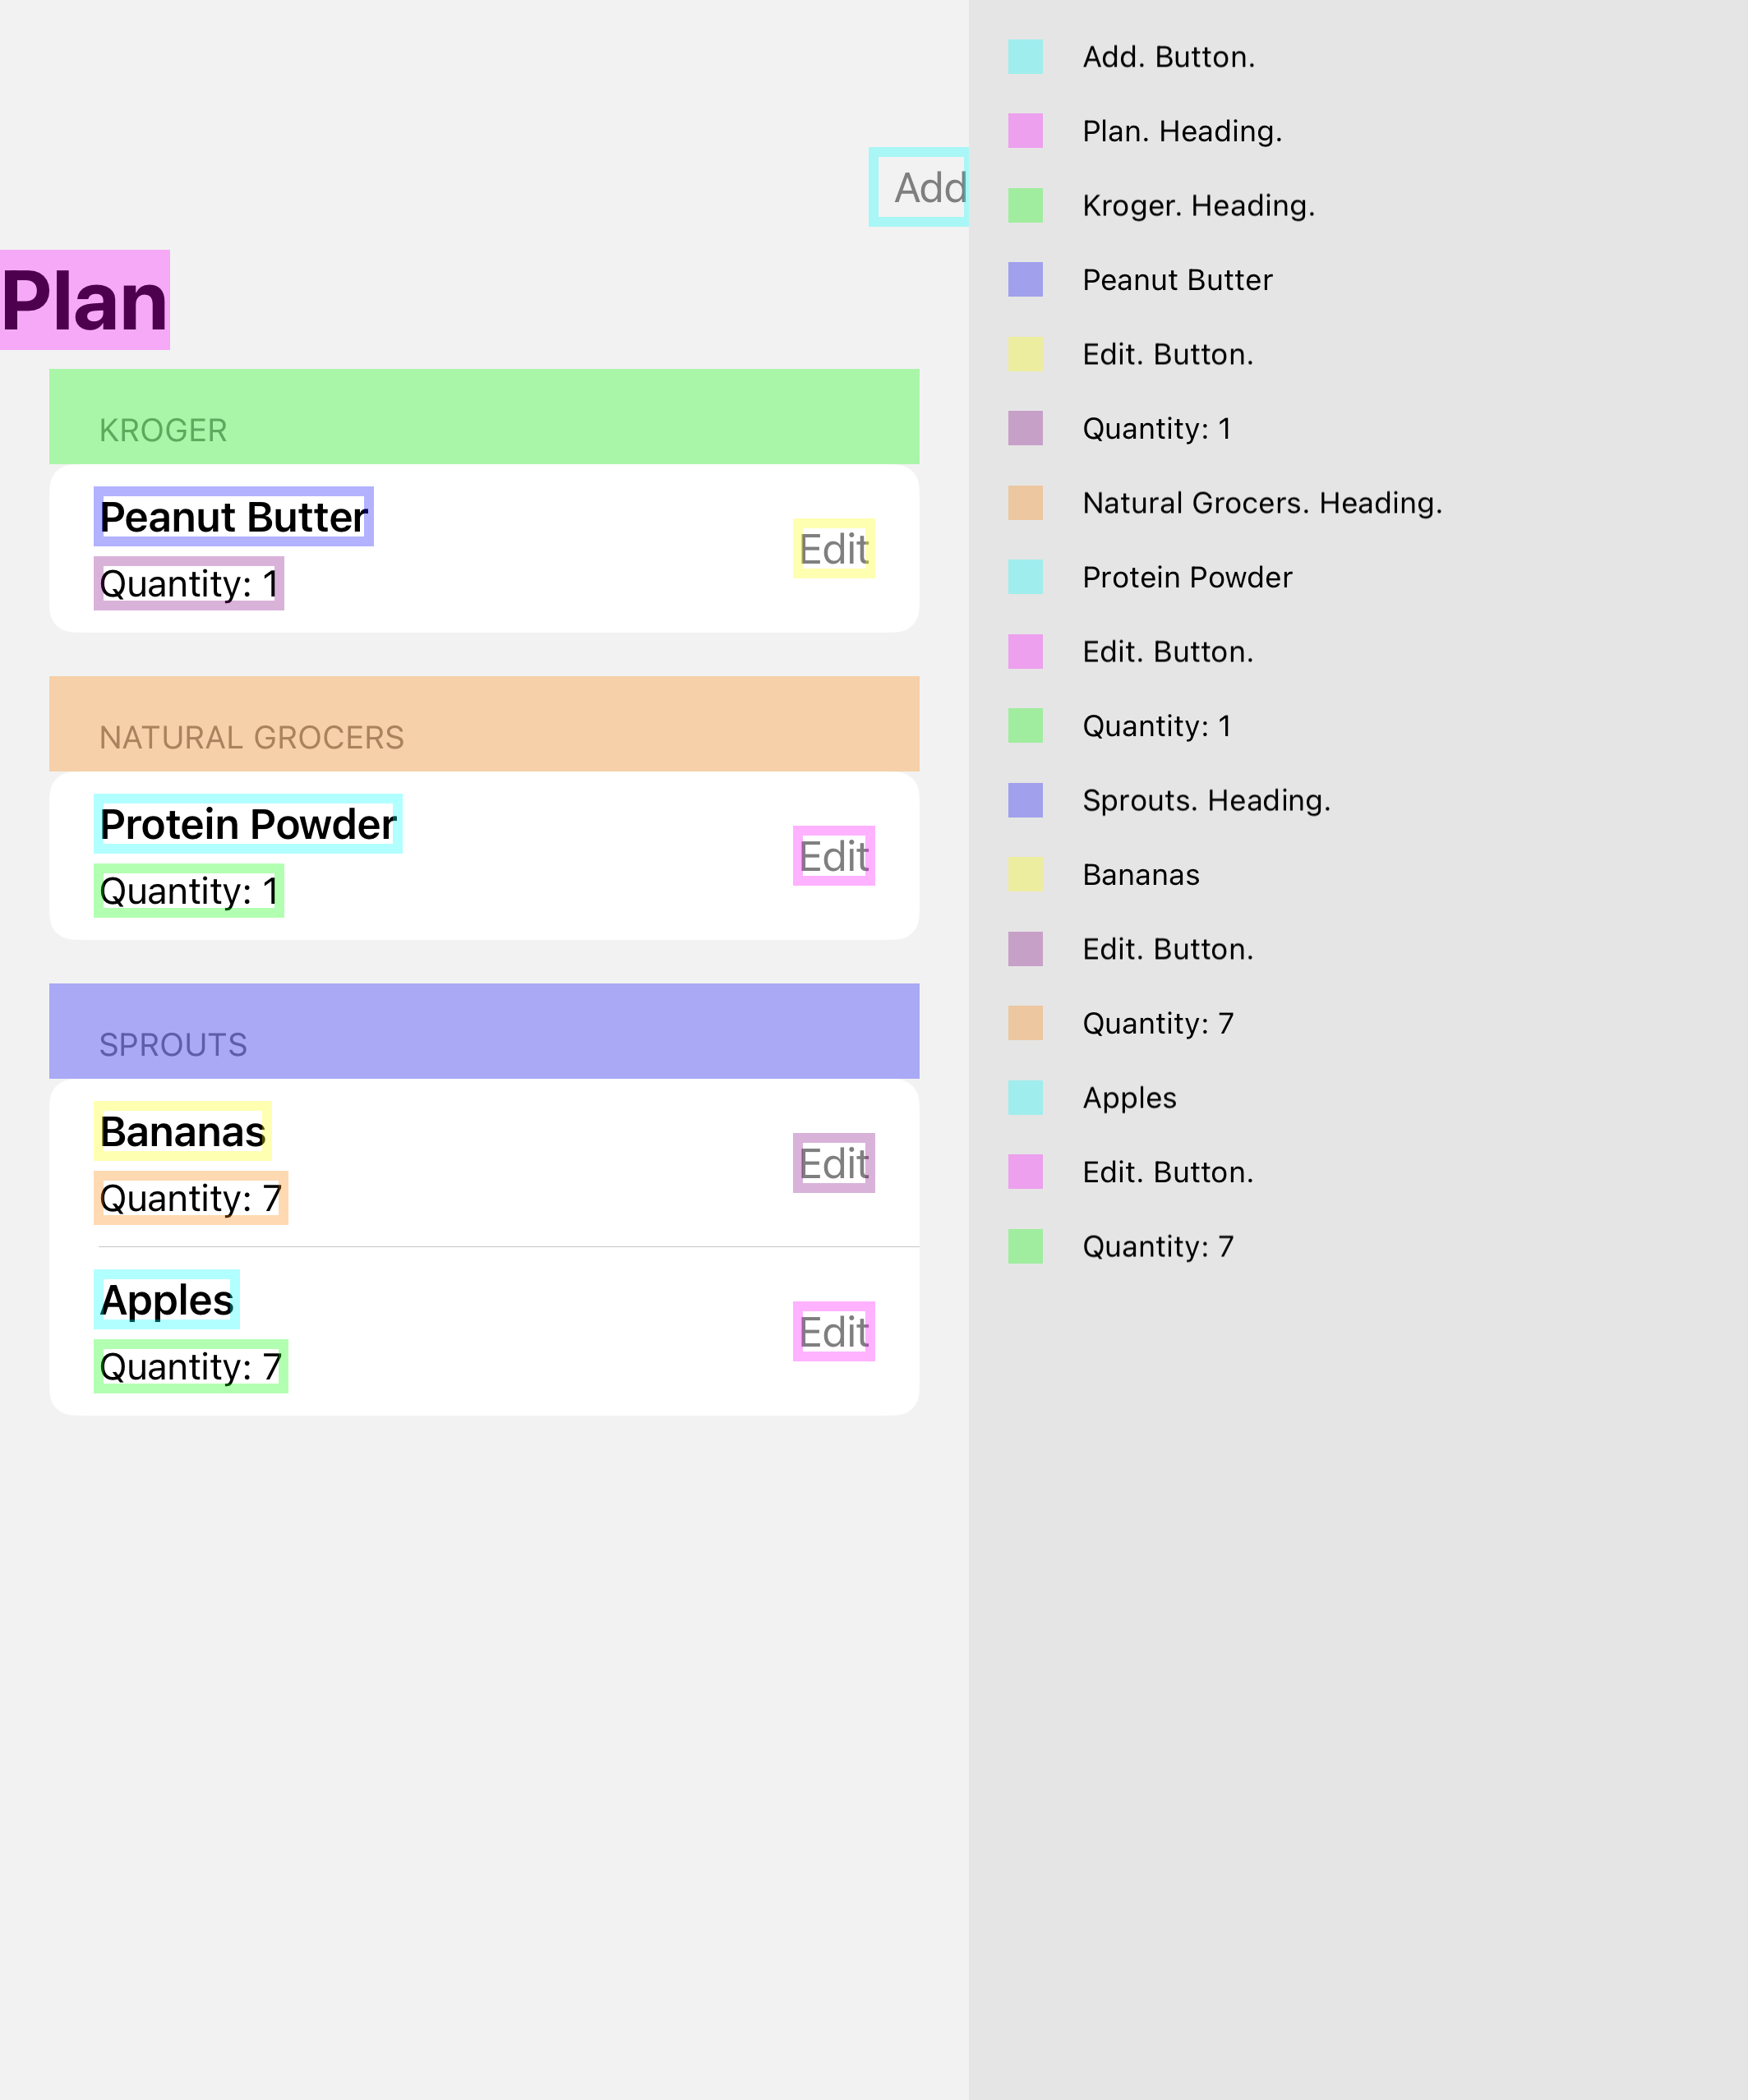 Add
Plan
KROGER
Peanut Butter
Edit
Quantity: 1
NATURAL GROCERS
Protein Powder
Edit
Quantity: 1
SPROUTS
Bananas
Edit
Quantity: 7
Apples
Edit
Quantity: 7
Add. Button.
Plan. Heading.
Kroger. Heading.
Peanut Butter
Edit. Button.
Quantity: 1
Natural Grocers. Heading.
Protein Powder
Edit. Button.
Quantity: 1
Sprouts. Heading.
Bananas
Edit. Button.
Quantity: 7
Apples
Edit. Button.
Quantity: 7